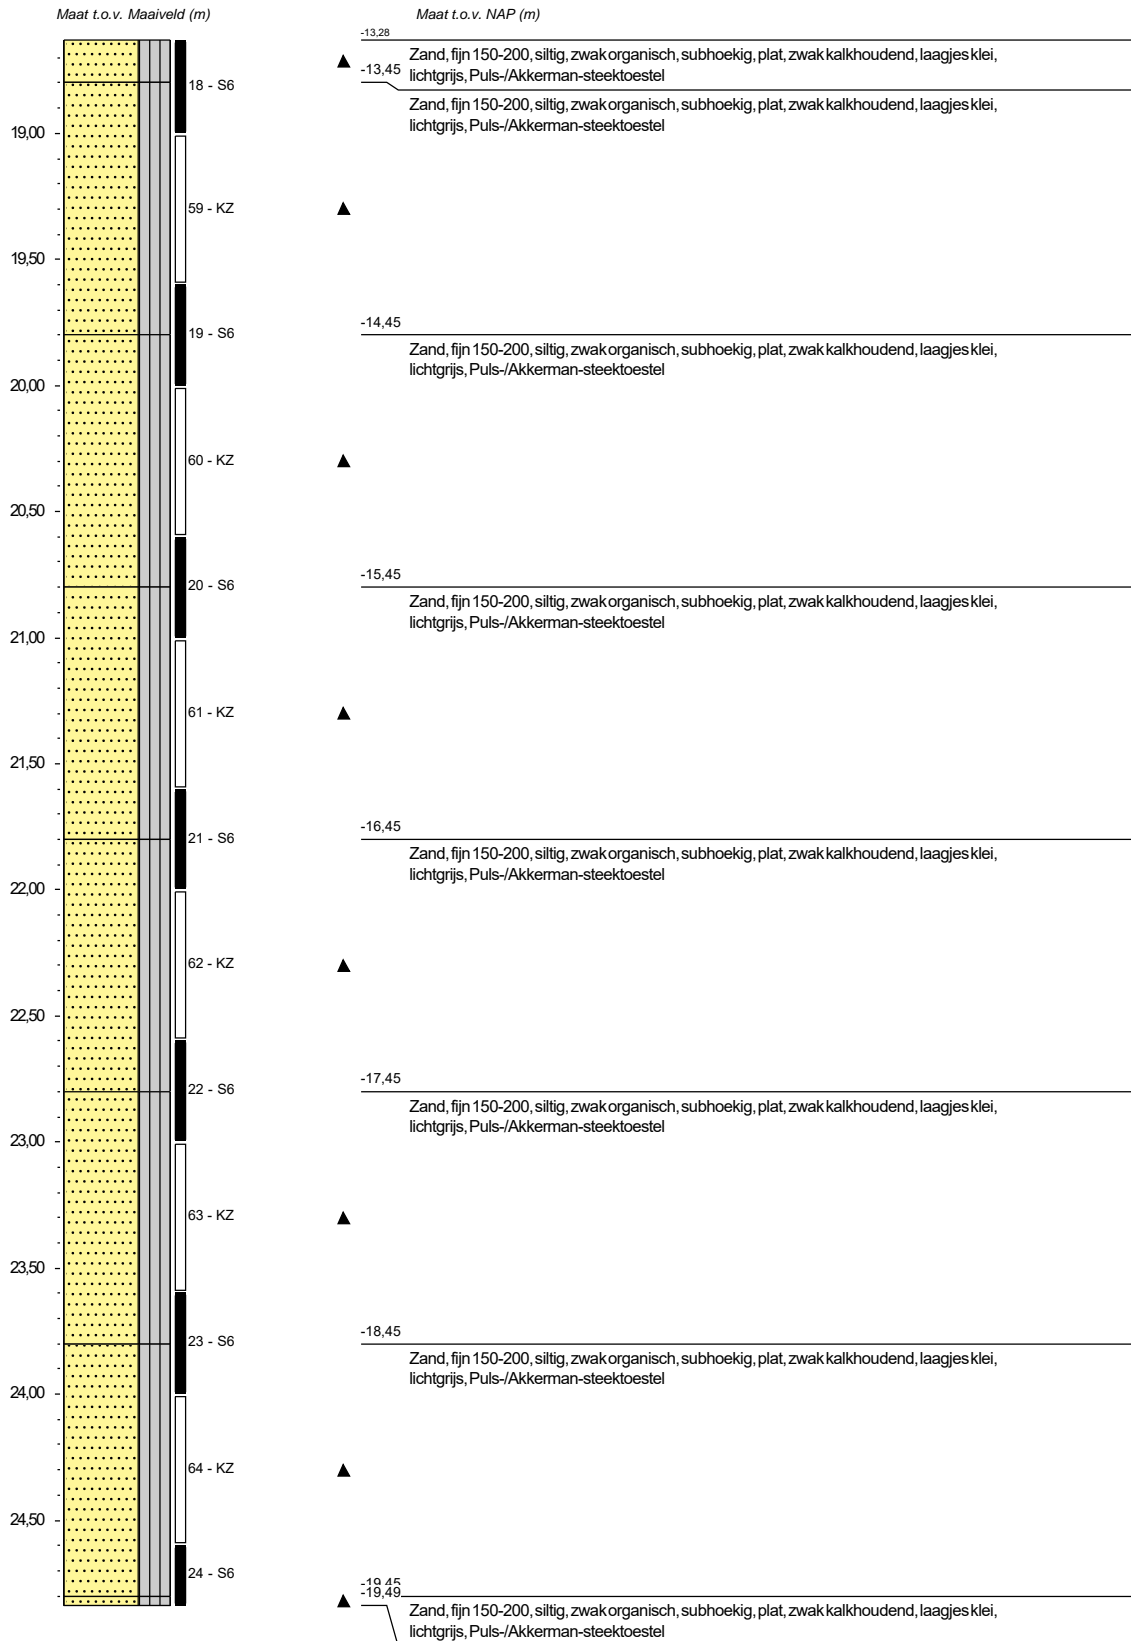 Maat t.o.v. Maaiveld (m)
Maat t.o.v. NAP (m)
-13,28
Zand, fijn 150-200, siltig, zwak organisch, subhoekig, plat, zwak kalkhoudend, laagjes klei,
lichtgrijs, Puls-/Akkerman-steektoestel
-13,45
18 - S6
Zand, fijn 150-200, siltig, zwak organisch, subhoekig, plat, zwak kalkhoudend, laagjes klei,
lichtgrijs, Puls-/Akkerman-steektoestel
19,00
59 - KZ
19,50
-14,45
19 - S6
Zand, fijn 150-200, siltig, zwak organisch, subhoekig, plat, zwak kalkhoudend, laagjes klei,
lichtgrijs, Puls-/Akkerman-steektoestel
20,00
60 - KZ
20,50
-15,45
20 - S6
Zand, fijn 150-200, siltig, zwak organisch, subhoekig, plat, zwak kalkhoudend, laagjes klei,
lichtgrijs, Puls-/Akkerman-steektoestel
21,00
61 - KZ
21,50
-16,45
21 - S6
Zand, fijn 150-200, siltig, zwak organisch, subhoekig, plat, zwak kalkhoudend, laagjes klei,
lichtgrijs, Puls-/Akkerman-steektoestel
22,00
62 - KZ
22,50
-17,45
22 - S6
Zand, fijn 150-200, siltig, zwak organisch, subhoekig, plat, zwak kalkhoudend, laagjes klei,
lichtgrijs, Puls-/Akkerman-steektoestel
23,00
63 - KZ
23,50
-18,45
23 - S6
Zand, fijn 150-200, siltig, zwak organisch, subhoekig, plat, zwak kalkhoudend, laagjes klei,
lichtgrijs, Puls-/Akkerman-steektoestel
24,00
64 - KZ
24,50
24 - S6
-19,45
-19,49
Zand, fijn 150-200, siltig, zwak organisch, subhoekig, plat, zwak kalkhoudend, laagjes klei,
lichtgrijs, Puls-/Akkerman-steektoestel